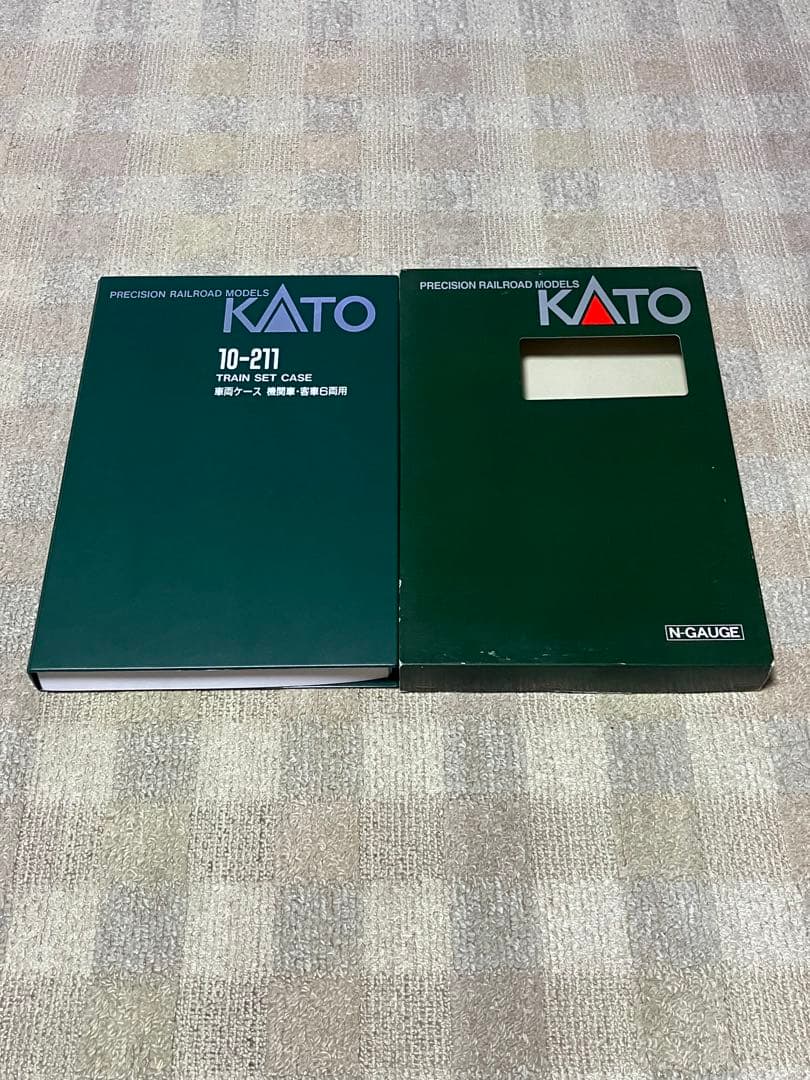 PRECISION RAILROAD MODELS
KATO
10-211
TRAIN SET CASE
車両ケース 機関車・客車6両用
PRECISION RAILROAD MODELS
KATO
N-GAUGE